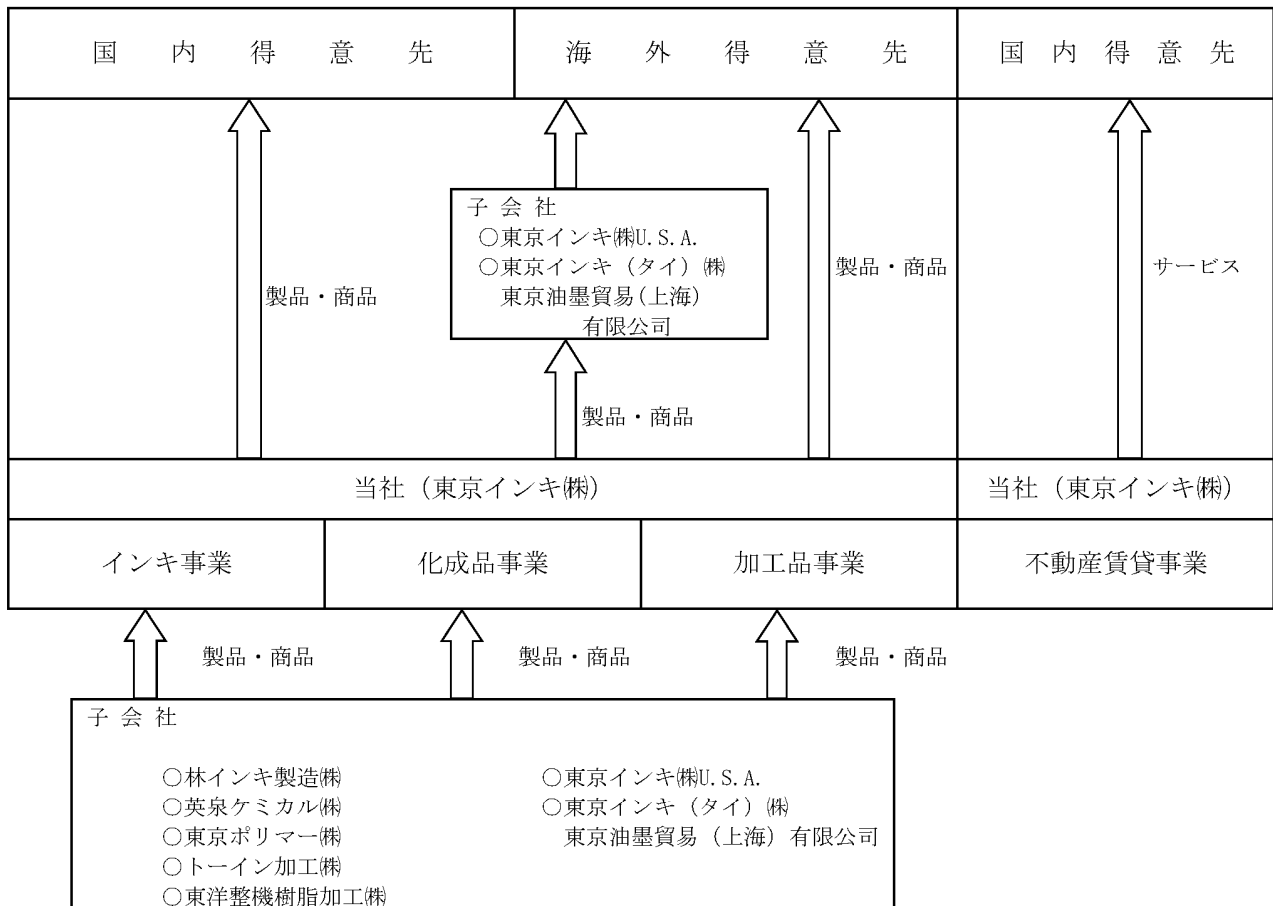 国内得意先
海外得意先
国内得意先
子会社
○東京インキ㈱U.S.A.
○東京インキ（タイ）㈱
東京油墨貿易(上海)
有限公司
製品・商品
製品・商品
サービス
製品・商品
当社（東京インキ㈱）
当社（東京インキ㈱）
インキ事業
化成品事業
加工品事業
不動産賃貸事業
製品・商品
製品・商品
製品・商品
子会社
○林インキ製造㈱
○英泉ケミカル㈱
○東京ポリマー㈱
○トーイン加工㈱
○東洋整機樹脂加工㈱
○東京インキ㈱U.S.A.
○東京インキ（タイ）㈱
東京油墨貿易（上海）有限公司